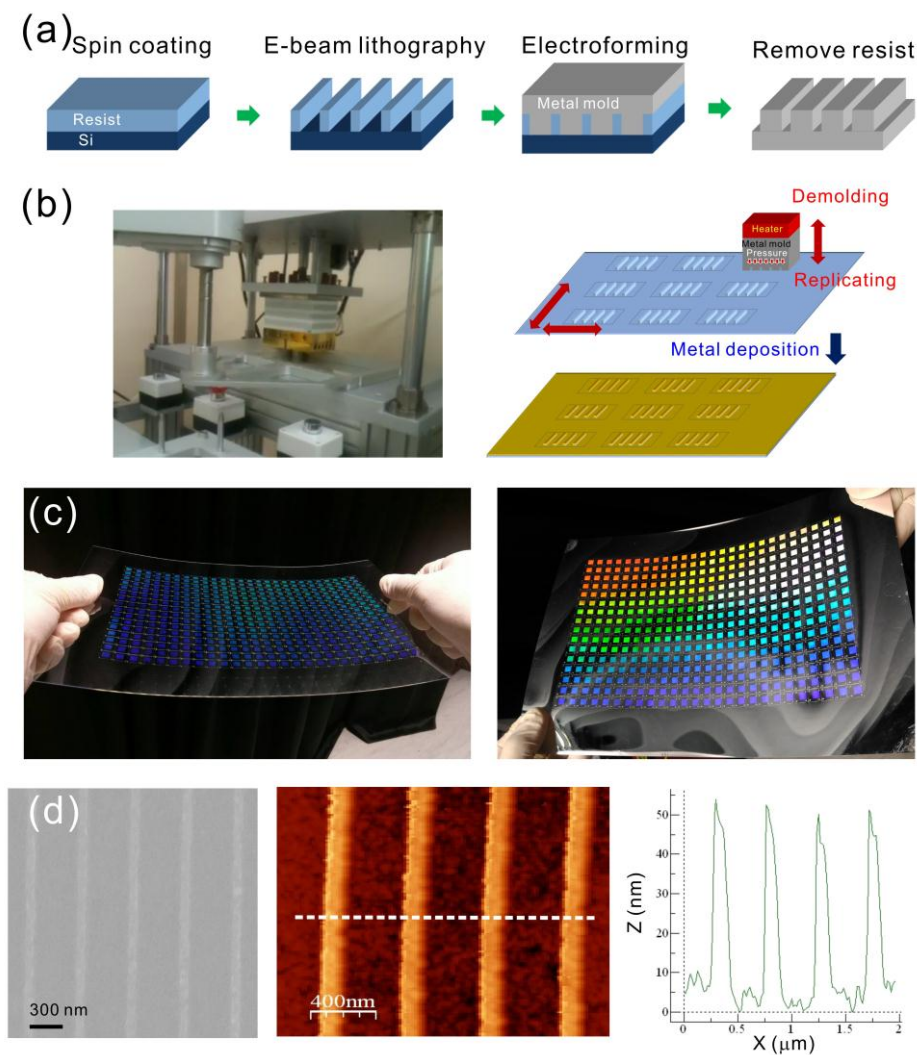 (a) Spin coating
E-beam lithography
Electroforming
Remove resist
Resist
Si
Metal mold
(b)
Demolding
Heater
Metal mold
Pressure
Replicating
Metal deposition
(c)
(d)
300 nm
400nm
Z (nm)
50
40
30
20
10
0
0
0.5
1
1.5
2
X (μm)